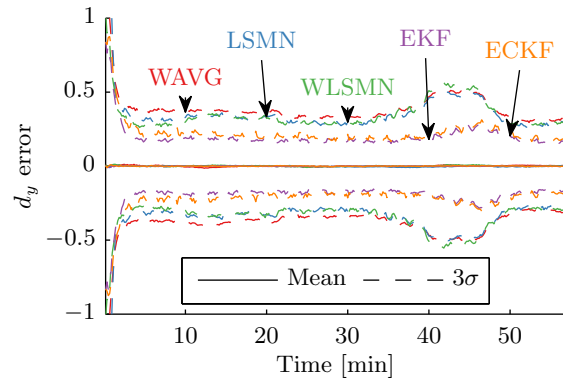 1
LSMN
EKF
WAVG
ECKF
WLSMN
0.5
0
−0.5
−1
d_y error
Mean
3σ
10
20
30
40
50
Time [min]